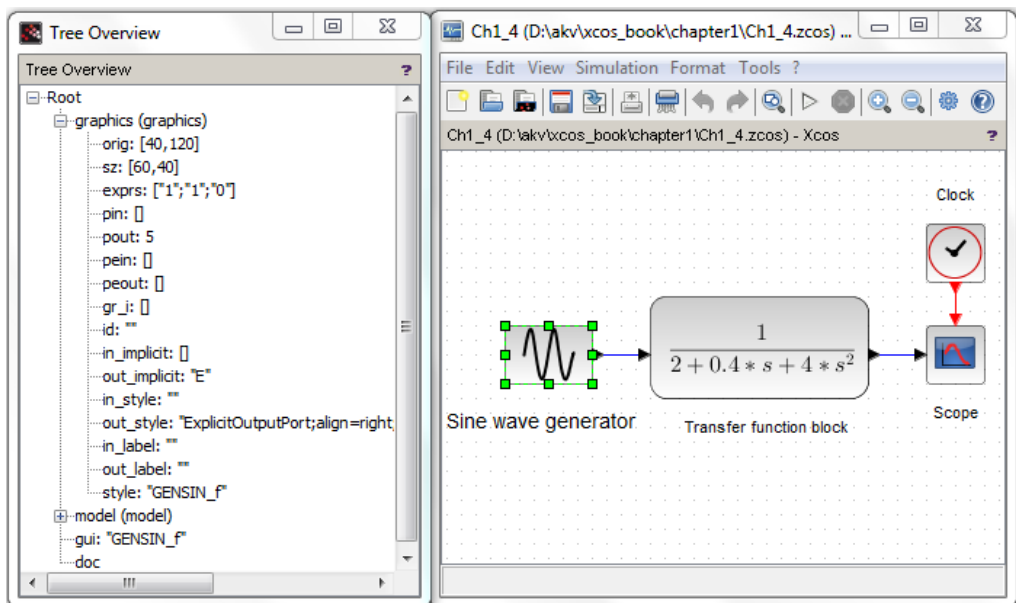 Tree Overview
Tree Overview ?
Root
graphics (graphics)
orig: [40,120]
sz: [60,40]
exprs: ["1";"1";"0"]
pin: []
pout: 5
pein: []
peout: []
gr_i: []
id: ""
in_implicit: []
out_implicit: "E"
in_style: ""
out_style: "ExplicitOutputPort;align=right,
in_label: ""
out_label: ""
style: "GENSIN_f"
model (model)
gui: "GENSIN_f"
doc
Ch1_4 (D:\akv\xcos_book\chapter1\Ch1_4.zcos) ...
File Edit View Simulation Format Tools ?
Ch1_4 (D:\akv\xcos_book\chapter1\Ch1_4.zcos) - Xcos ?
Clock
1
2 + 0.4 * s + 4 * s²
Sine wave generator
Transfer function block
Scope